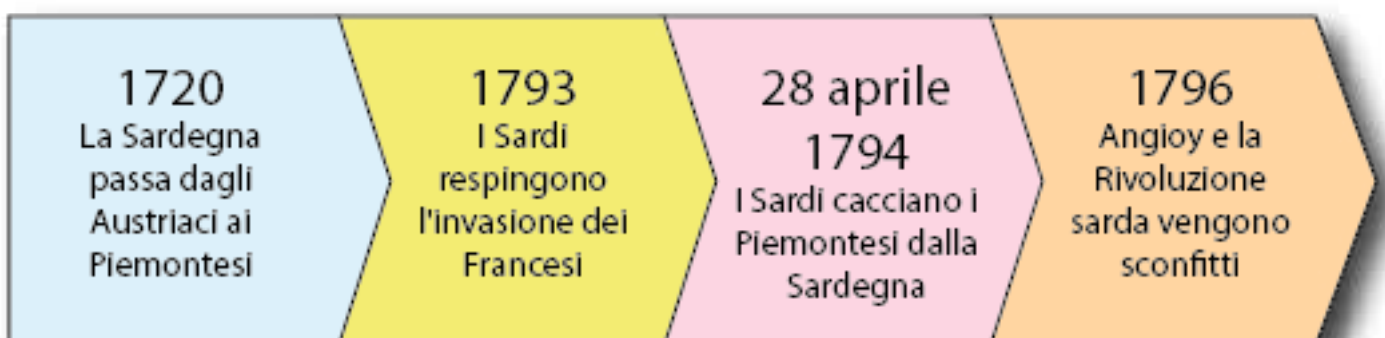 1720
La Sardegna
passa dagli
Austriaci ai
Piemontesi
1793
I Sardi
respingono
l'invasione dei
Francesi
28 aprile
1794
I Sardi cacciano i
Piemontesi dalla
Sardegna
1796
Angioy e la
Rivoluzione
sarda vengono
sconfitti